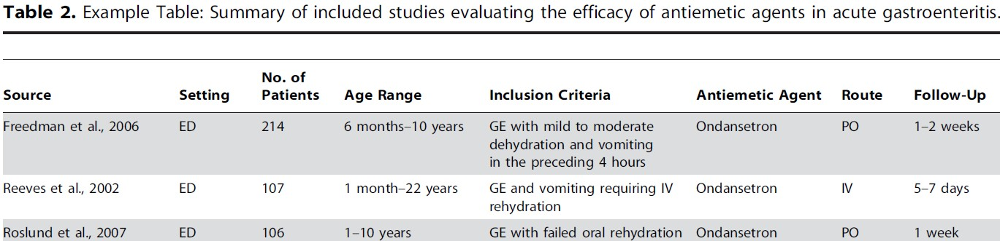 Table 2. Example Table: Summary of included studies evaluating the efficacy of antiemetic agents in acute gastroenteritis.
No. of
Source Setting Patients Age Range Inclusion Criteria Antiemetic Agent Route Follow-Up
Freedman et al., 2006 ED 214 6 months–10 years GE with mild to moderate Ondansetron PO 1–2 weeks
dehydration and vomiting
in the preceding 4 hours
Reeves et al., 2002 ED 107 1 month–22 years GE and vomiting requiring IV Ondansetron IV 5–7 days
rehydration
Roslund et al., 2007 ED 106 1–10 years GE with failed oral rehydration Ondansetron PO 1 week